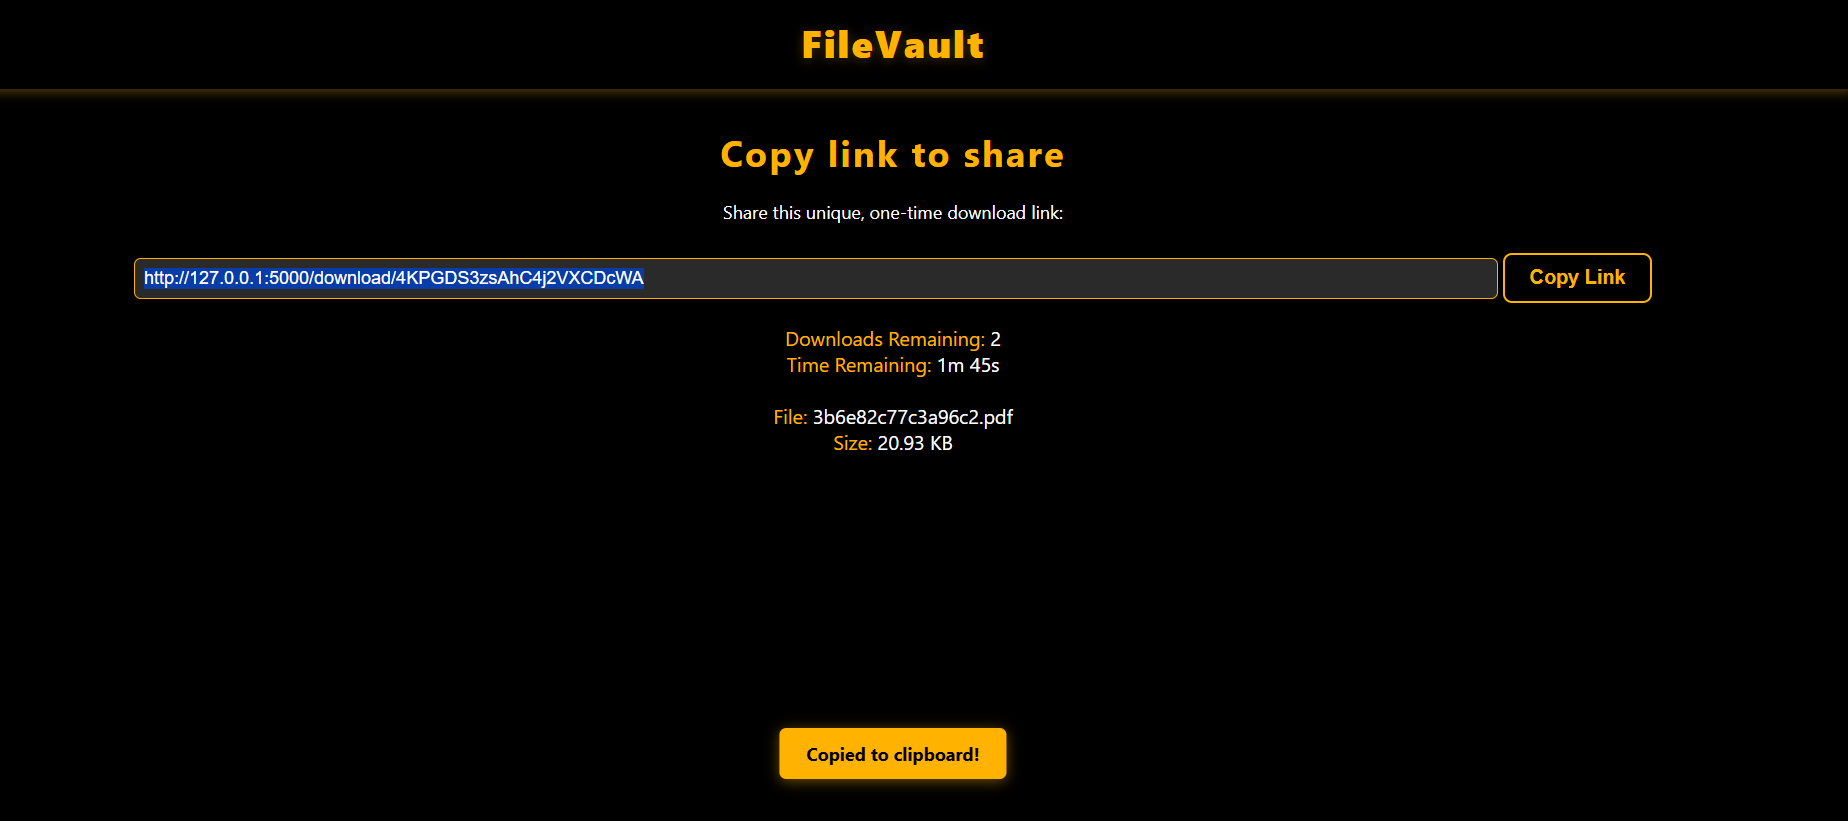 FileVault
Copy link to share
Share this unique, one-time download link:
http://127.0.0.1:5000/download/4KPGDS3zsAhC4j2VXCDcWA
Copy Link
Downloads Remaining: 2
Time Remaining: 1m 45s
File: 3b6e82c77c3a96c2.pdf
Size: 20.93 KB
Copied to clipboard!